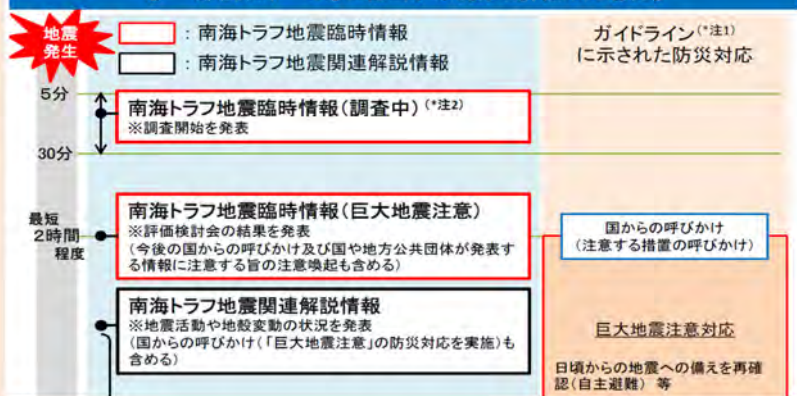 地震
発生
：南海トラフ地震臨時情報
：南海トラフ地震関連解説情報
ガイドライン(*注1)
に示された防災対応
5分
南海トラフ地震臨時情報(調査中)(*注2)
※調査開始を発表
30分
最短
2時間
程度
南海トラフ地震臨時情報(巨大地震注意)
※評価検討会の結果を発表
(今後の国からの呼びかけ及び国や地方公共団体が発表す
る情報に注意する旨の注意喚起も含める)
国からの呼びかけ
(注意する措置の呼びかけ)
南海トラフ地震関連解説情報
※地震活動や地殻変動の状況を発表
(国からの呼びかけ(「巨大地震注意」の防災対応を実施)も
含める)
巨大地震注意対応
日頃からの地震への備えを再確
認(自主避難) 等